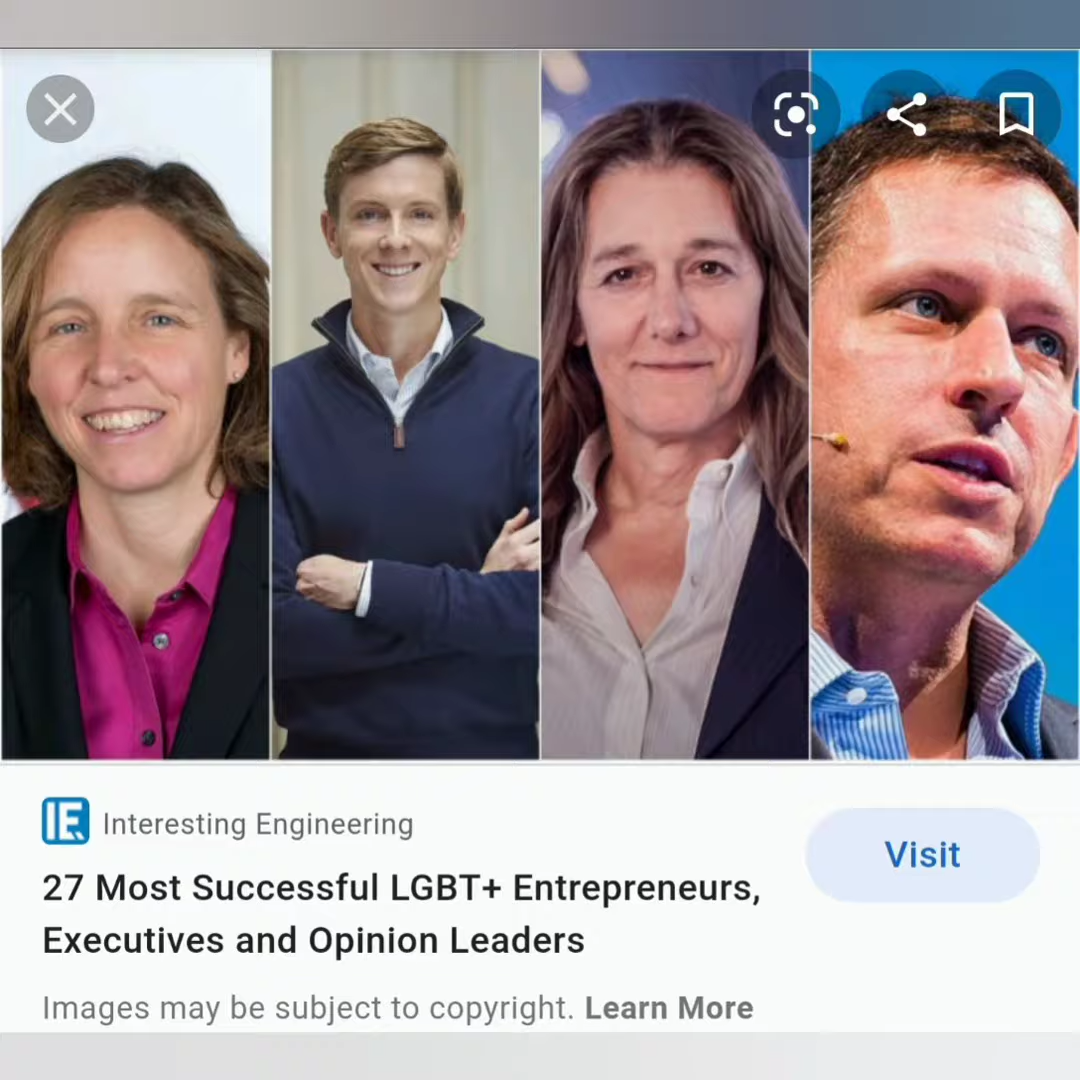 IE
Interesting Engineering
Visit
27 Most Successful LGBT+ Entrepreneurs,
Executives and Opinion Leaders
Images may be subject to copyright. Learn More